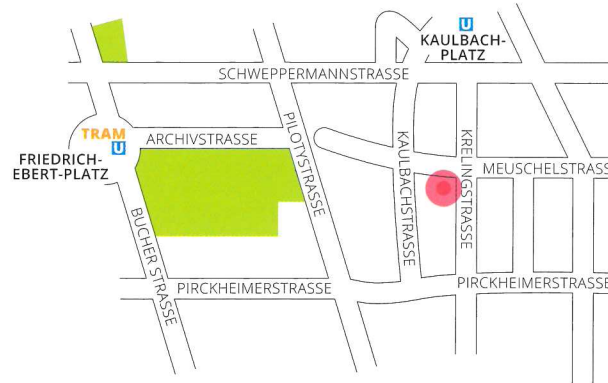 U
KAULBACH-
PLATZ
SCHWEPPERMANNSTRASSE
TRAM
U
FRIEDRICH-
EBERT-PLATZ
ARCHIVSTRASSE
PILOTYSTRASSE
KAULBACHSTRASSE
KRELINGSTRASSE
MEUSCHELSTRASS
BUCHER STRASSE
PIRCKHEIMERSTRASSE
PIRCKHEIMERSTRASSE